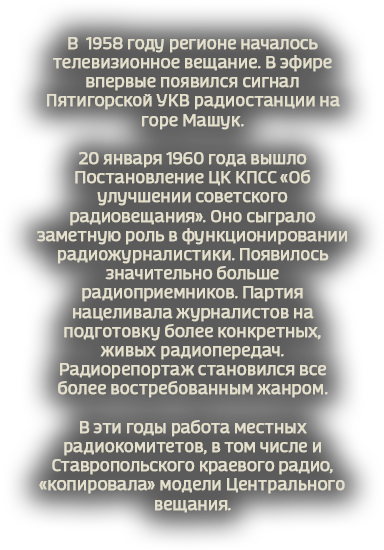 В 1958 году регионе началось
телевизионное вещание. В эфире
впервые появился сигнал
Пятигорской УКВ радиостанции на
горе Машук.
20 января 1960 года вышло
Постановление ЦК КПСС «Об
улучшении советского
радиовещания». Оно сыграло
заметную роль в функционировании
радиожурналистики. Появилось
значительно больше
радиоприемников. Партия
нацеливала журналистов на
подготовку более конкретных,
живых радиопередач.
Радиорепортаж становился все
более востребованным жанром.
В эти годы работа местных
радиокомитетов, в том числе и
Ставропольского краевого радио,
«копировала» модели Центрального
вещания.